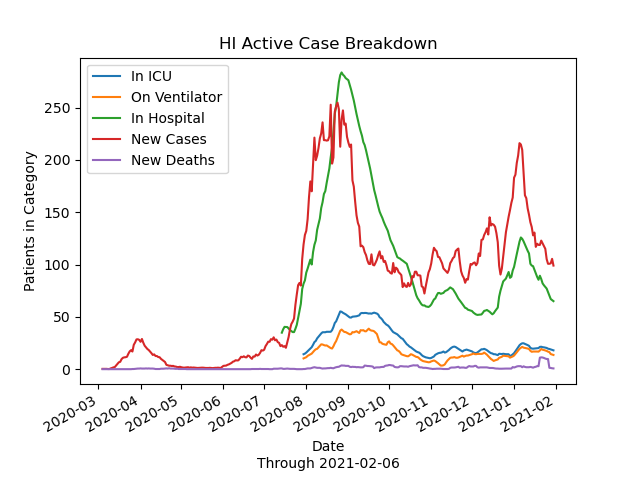 HI Active Case Breakdown
In ICU
On Ventilator
In Hospital
New Cases
New Deaths
Patients in Category
250
200
150
100
50
0
2020-03
2020-04
2020-05
2020-06
2020-07
2020-08
2020-09
2020-10
2020-11
2020-12
2021-01
2021-02
Date
Through 2021-02-06